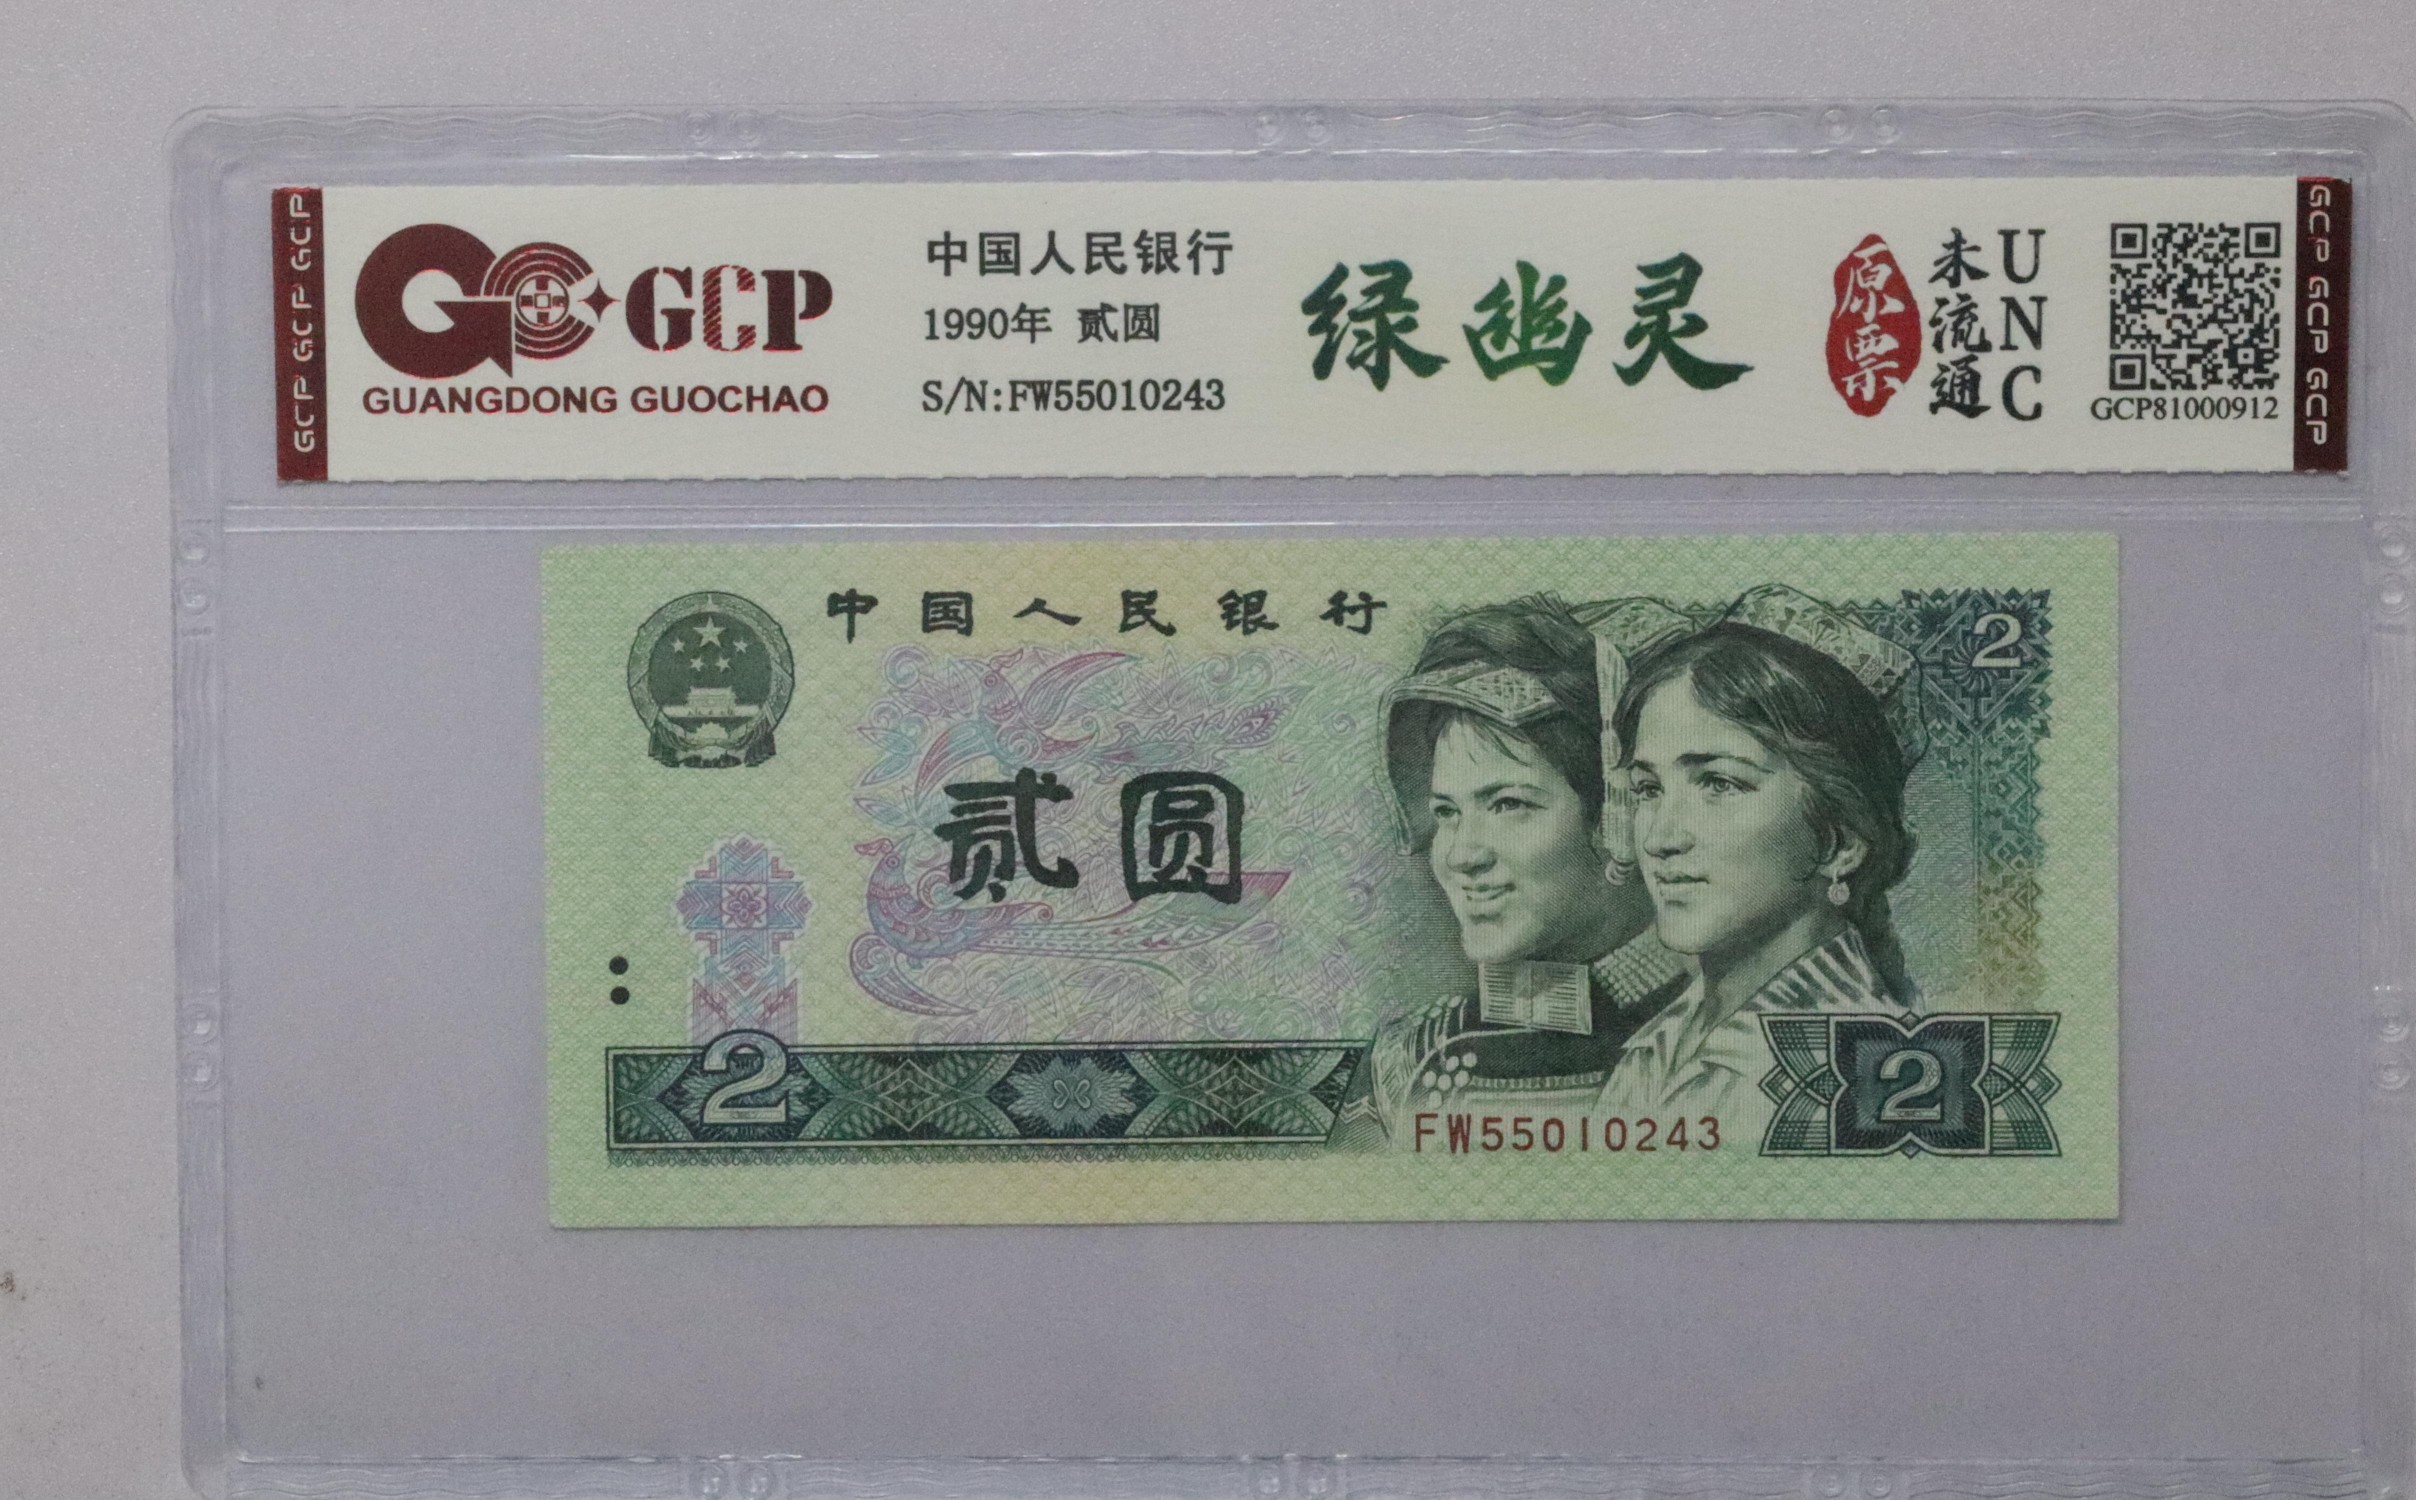 GCP GCP GCP
GCP
GUANGDONG GUOCHAO
中国人民银行
1990年 贰圆
S/N:FW55010243
绿幽灵
原票
未流通
UNC
GCP81000912
GCP GCP GCP
中国人民银行
2
贰圆
2
FW55010243
2